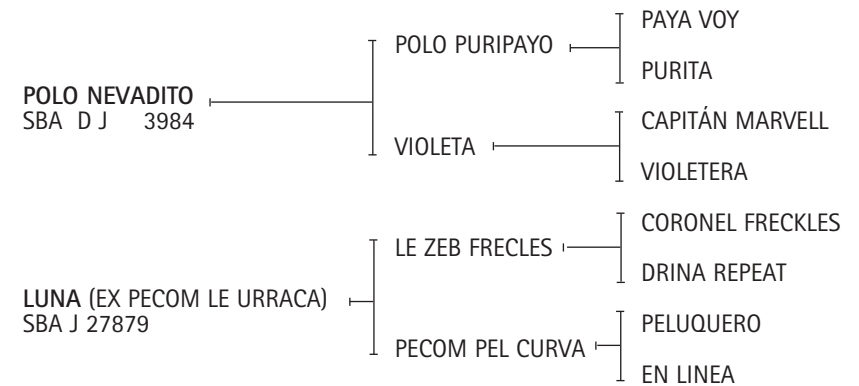 PAYA VOY
POLO PURIPAYO
PURITA
POLO NEVADITO
SBA D J 3984
CAPITÁN MARVELL
VIOLETA
VIOLETERA
CORONEL FRECKLES
LE ZEB FRECLES
DRINA REPEAT
LUNA (EX PECOM LE URRACA)
SBA J 27879
PELUQUERO
PECOM PEL CURVA
EN LINEA